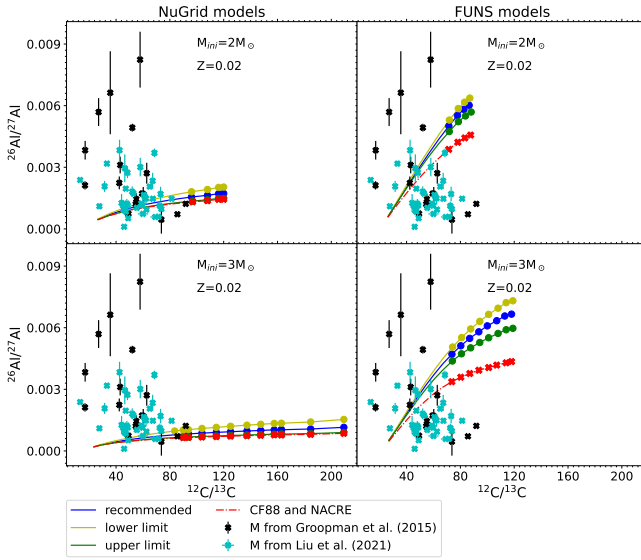 NuGrid models FUNS models
0.009
0.006
0.003
0.000
²⁶Al/²⁷Al
M_ini=2M_⊙
Z=0.02
M_ini=2M_⊙
Z=0.02
0.009
0.006
0.003
0.000
²⁶Al/²⁷Al
M_ini=3M_⊙
Z=0.02
M_ini=3M_⊙
Z=0.02
40 80 120 160 200 40 80 120 160 200
¹²C/¹³C ¹²C/¹³C
recommended
lower limit
upper limit
CF88 and NACRE
M from Groopman et al. (2015)
M from Liu et al. (2021)